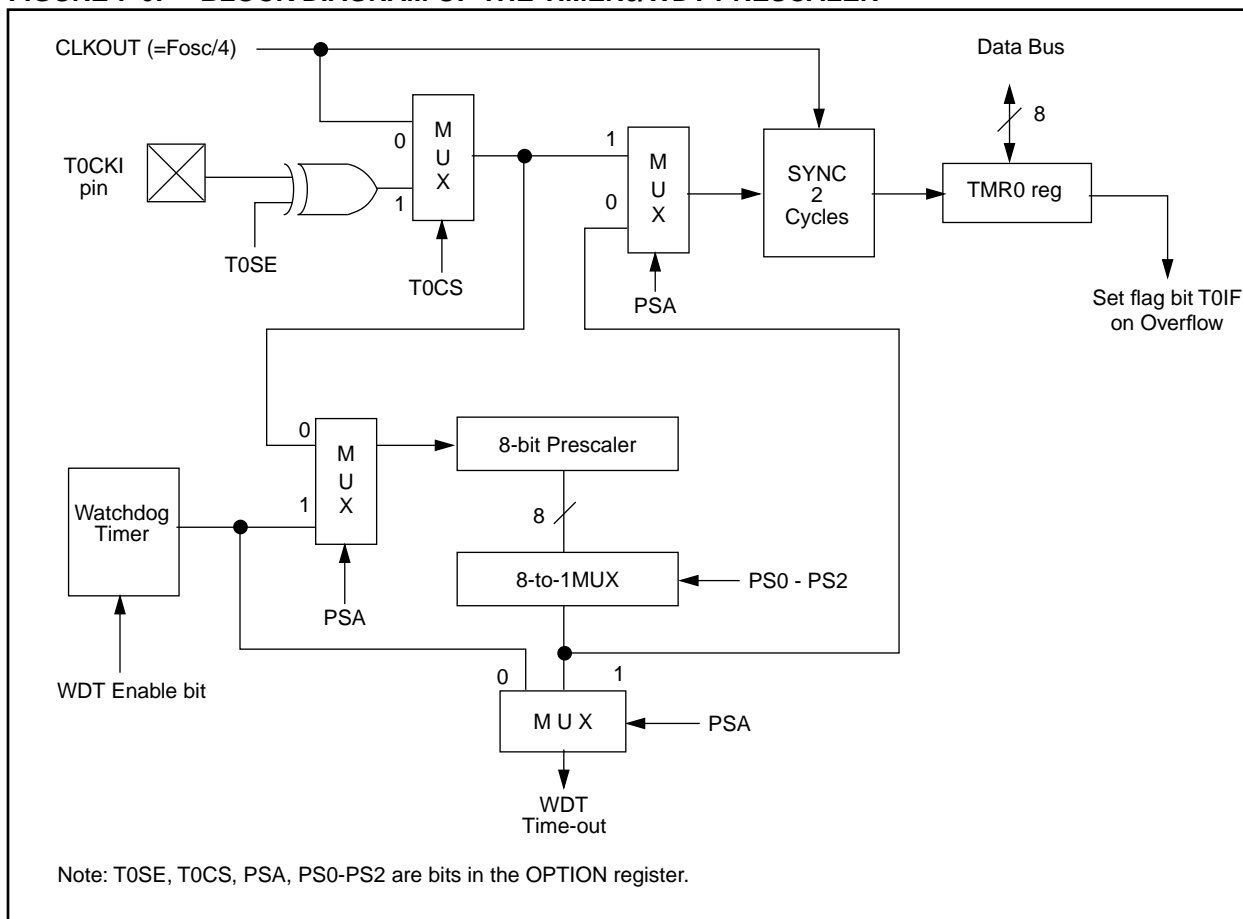 CLKOUT (=Fosc/4)
Data Bus
8
M
U
X
0
1
T0CKI
pin
T0SE
T0CS
1
0
M
U
X
PSA
SYNC
2
Cycles
TMR0 reg
Set flag bit T0IF
on Overflow
0
1
M
U
X
PSA
8-bit Prescaler
8
8-to-1MUX
PS0 - PS2
Watchdog
Timer
WDT Enable bit
0
1
M U X
PSA
WDT
Time-out
Note: T0SE, T0CS, PSA, PS0-PS2 are bits in the OPTION register.